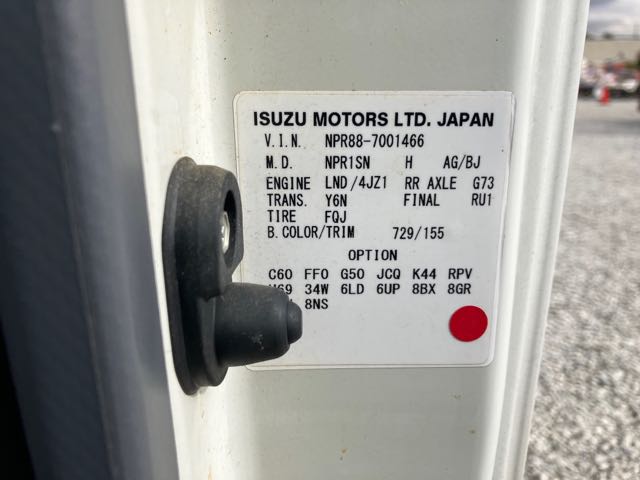 ISUZU MOTORS LTD. JAPAN
V.I.N. NPR88-7001466
M.D. NPR1SN H AG/BJ
ENGINE LND/4JZ1 RR AXLE G73
TRANS. Y6N FINAL RU1
TIRE FQJ
B.COLOR/TRIM 729/155
OPTION
C60 FF0 G50 JCQ K44 RPV
34W 6LD 6UP 8BX 8GR
8NS